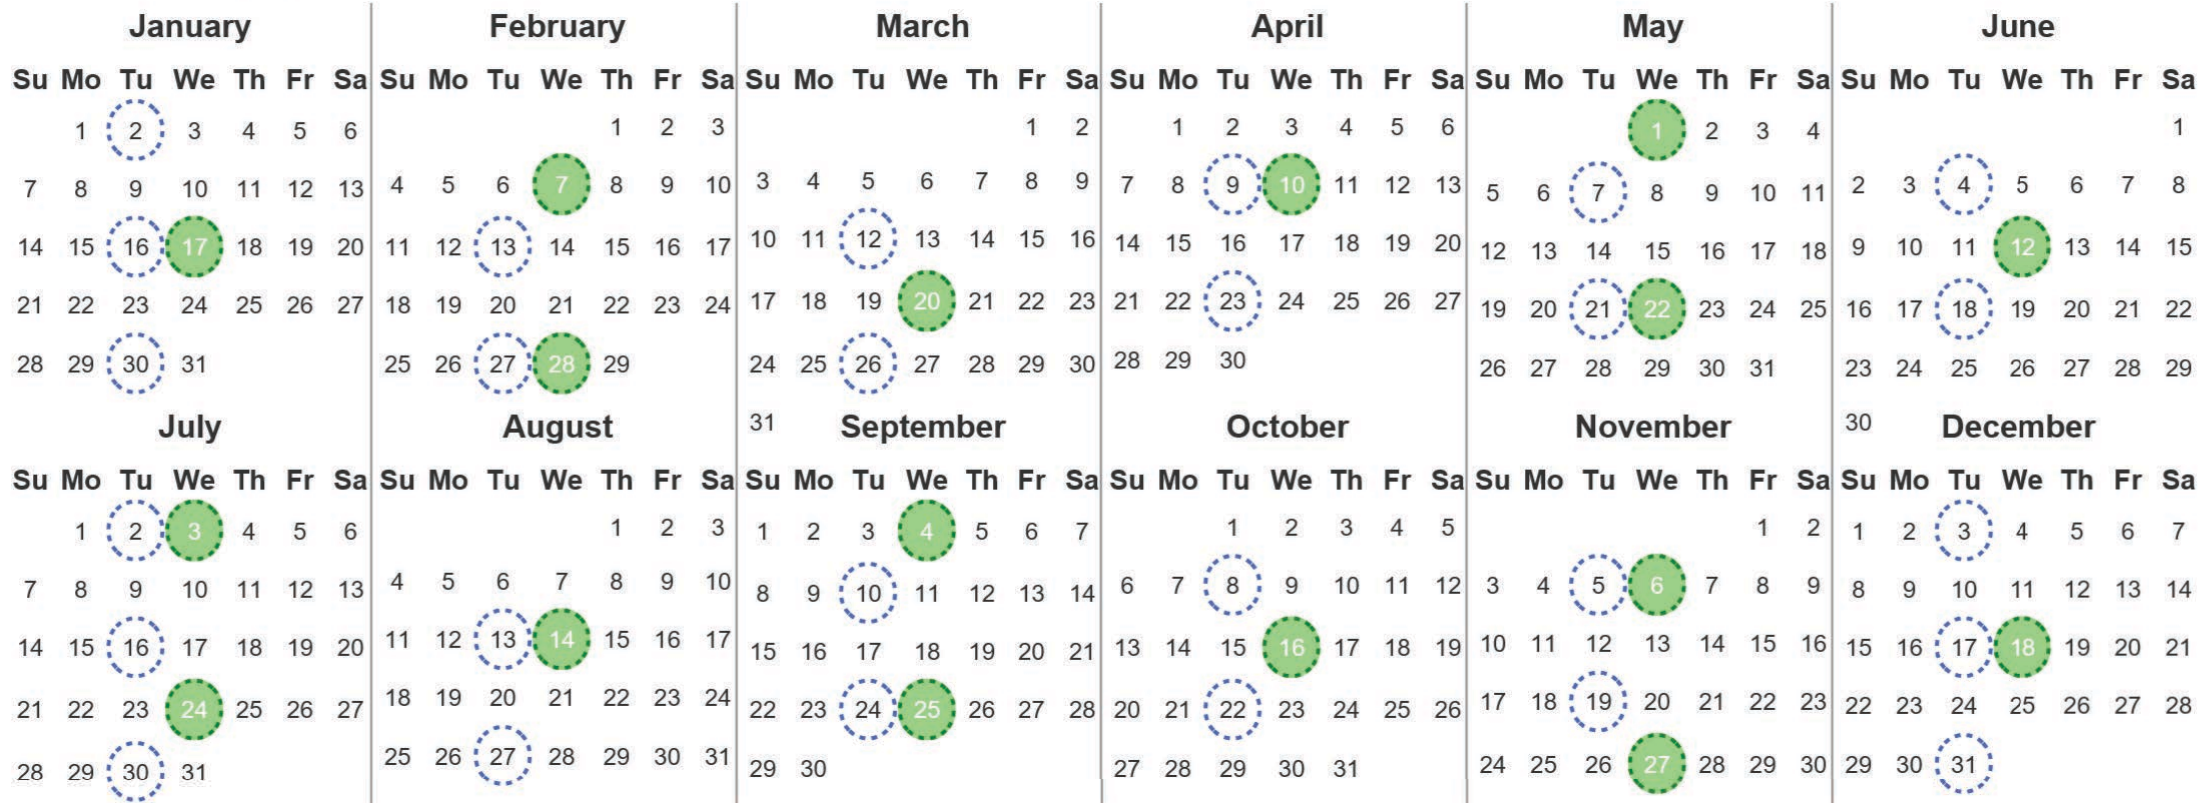 January February March April May June
Su Mo Tu We Th Fr Sa Su Mo Tu We Th Fr Sa Su Mo Tu We Th Fr Sa Su Mo Tu We Th Fr Sa Su Mo Tu We Th Fr Sa Su Mo Tu We Th Fr Sa
1 2 3 4 5 6 1 2 3 1 2 1 2 3 4 5 6 1 2 3 4 1
7 8 9 10 11 12 13 4 5 6 7 8 9 10 3 4 5 6 7 8 9 7 8 9 10 11 12 13 5 6 7 8 9 10 11 2 3 4 5 6 7 8
14 15 16 17 18 19 20 11 12 13 14 15 16 17 10 11 12 13 14 15 16 14 15 16 17 18 19 20 12 13 14 15 16 17 18 9 10 11 12 13 14 15
21 22 23 24 25 26 27 18 19 20 21 22 23 24 17 18 19 20 21 22 23 21 22 23 24 25 26 27 19 20 21 22 23 24 25 16 17 18 19 20 21 22
28 29 30 31 25 26 27 28 29 24 25 26 27 28 29 30 28 29 30 26 27 28 29 30 31 23 24 25 26 27 28 29
July August 31 September October November 30 December
Su Mo Tu We Th Fr Sa Su Mo Tu We Th Fr Sa Su Mo Tu We Th Fr Sa Su Mo Tu We Th Fr Sa Su Mo Tu We Th Fr Sa Su Mo Tu We Th Fr Sa
1 2 3 4 5 6 1 2 3 1 2 3 4 5 6 7 1 2 3 4 5 1 2 1 2 3 4 5 6 7
7 8 9 10 11 12 13 4 5 6 7 8 9 10 8 9 10 11 12 13 14 6 7 8 9 10 11 12 3 4 5 6 7 8 9 8 9 10 11 12 13 14
14 15 16 17 18 19 20 11 12 13 14 15 16 17 15 16 17 18 19 20 21 13 14 15 16 17 18 19 10 11 12 13 14 15 16 15 16 17 18 19 20 21
21 22 23 24 25 26 27 18 19 20 21 22 23 24 22 23 24 25 26 27 28 20 21 22 23 24 25 26 17 18 19 20 21 22 23 22 23 24 25 26 27 28
28 29 30 31 25 26 27 28 29 30 31 29 30 27 28 29 30 31 24 25 26 27 28 29 30 29 30 31